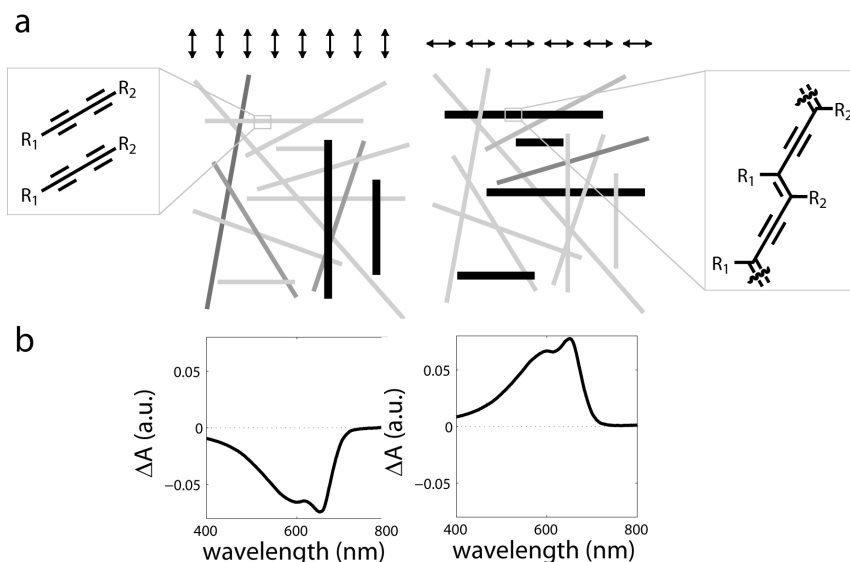 a
R1
R2
R1
R2
R2
R1
R2
R1
b
0.05
0
−0.05
ΔA (a.u.)
400
600
800
wavelength (nm)
0.05
0
−0.05
ΔA (a.u.)
400
600
800
wavelength (nm)